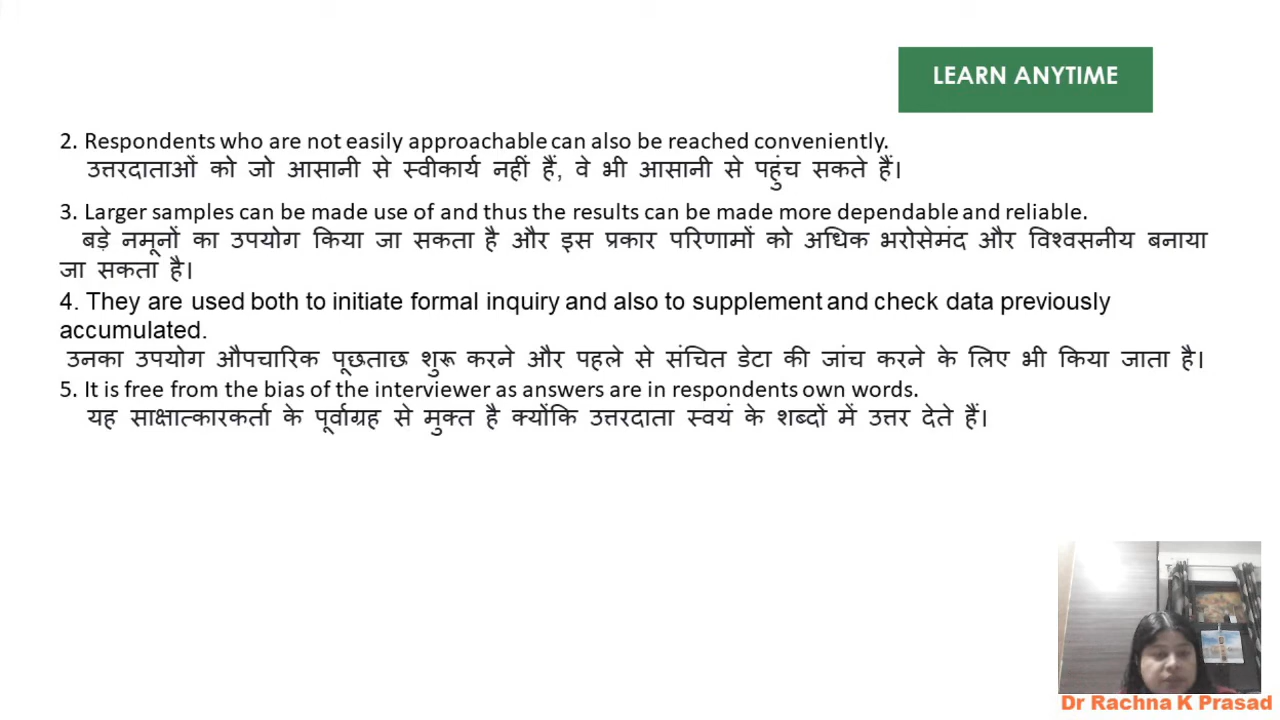 LEARN ANYTIME
2. Respondents who are not easily approachable can also be reached conveniently.
उत्तरदाताओं को जो आसानी से स्वीकार्य नहीं हैं, वे भी आसानी से पहुंच सकते हैं।
3. Larger samples can be made use of and thus the results can be made more dependable and reliable.
बड़े नमूनों का उपयोग किया जा सकता है और इस प्रकार परिणामों को अधिक भरोसेमंद और विश्वसनीय बनाया
जा सकता है।
4. They are used both to initiate formal inquiry and also to supplement and check data previously
accumulated.
उनका उपयोग औपचारिक पूछताछ शुरू करने और पहले से संचित डेटा की जांच करने के लिए भी किया जाता है।
5. It is free from the bias of the interviewer as answers are in respondents own words.
यह साक्षात्कारकर्ता के पूर्वाग्रह से मुक्त है क्योंकि उत्तरदाता स्वयं के शब्दों में उत्तर देते हैं।
Dr Rachna K Prasad